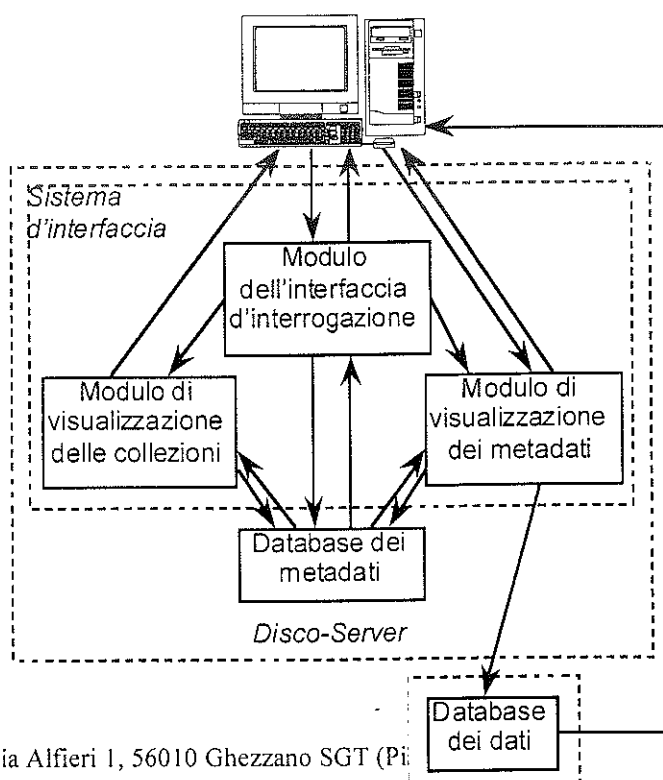 Sistema
d'interfaccia
Modulo
dell'interfaccia
d'interrogazione
Modulo di
visualizzazione
delle collezioni
Modulo di
visualizzazione
dei metadati
Database dei
metadati
Disco-Server
Database
dei dati
ia Alfieri 1, 56010 Ghezzano SGT (Pi